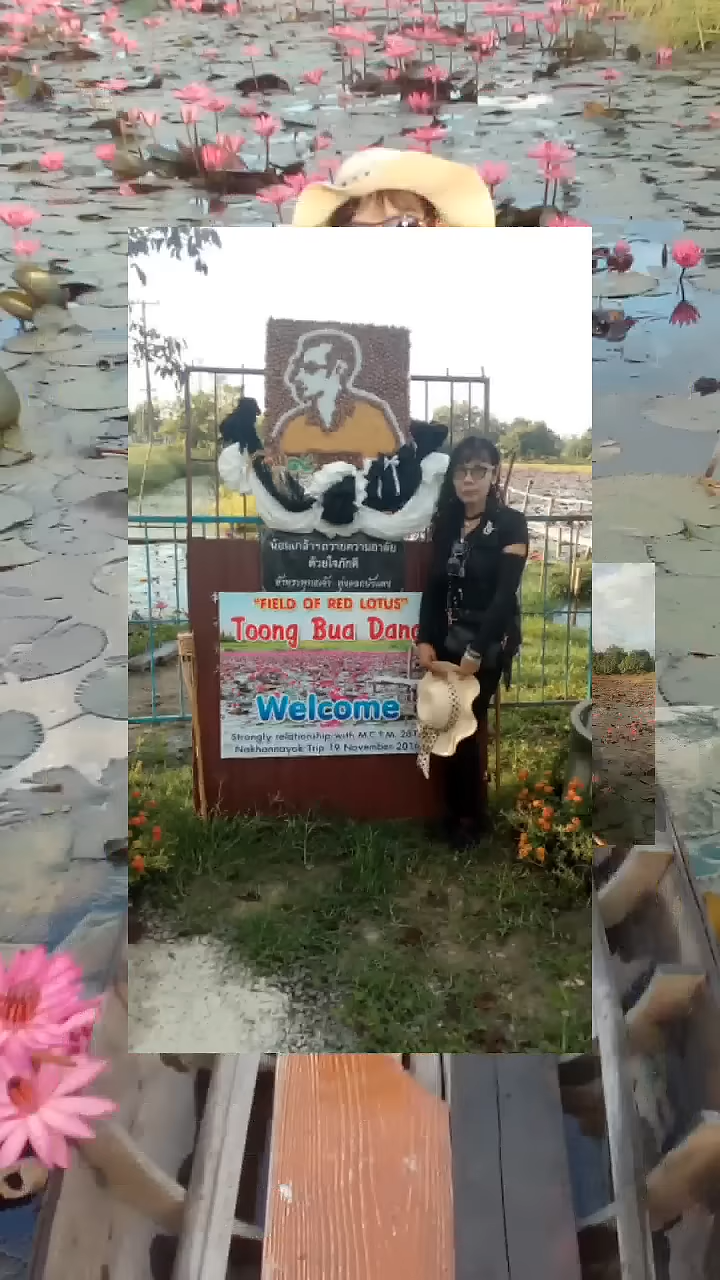 น้อมเกล้าฯถวายความอาลัย
ด้วยใจภักดี
"FIELD OF RED LOTUS"
Toong Bua Dang
Welcome
Strongly relationship with M.C.T.M. 28T
Nakhonnayok Trip 19 November 2016